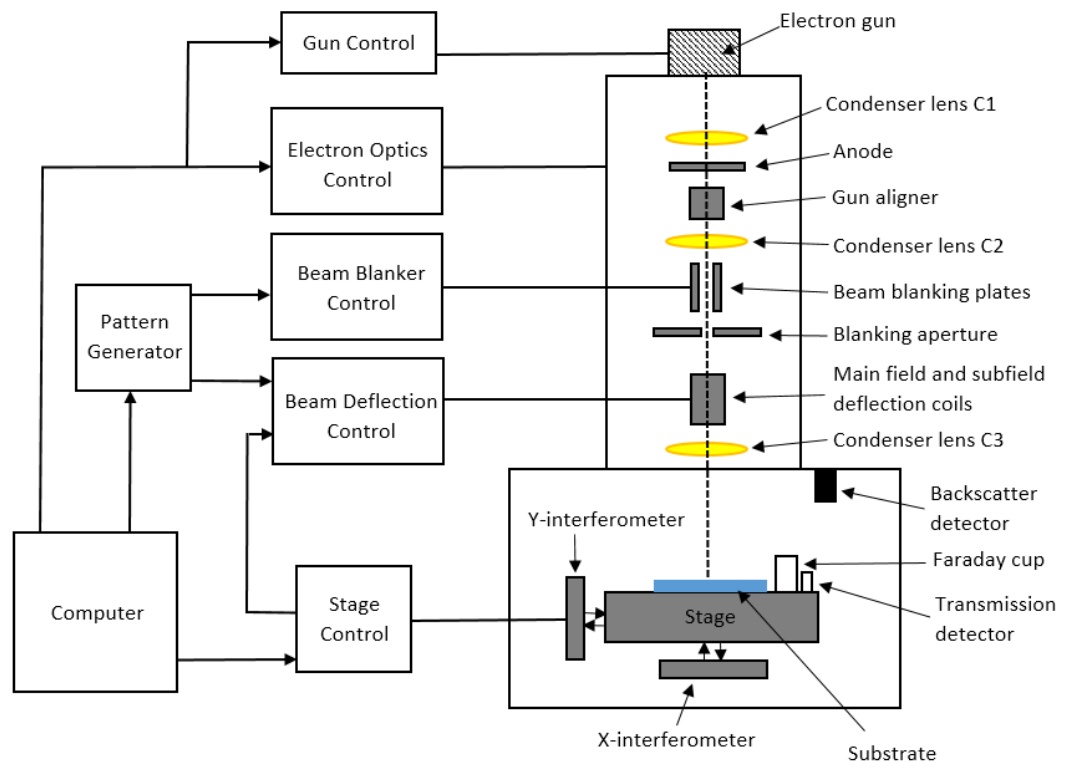 Electron gun
Gun Control
Condenser lens C1
Electron Optics
Control
Anode
Gun aligner
Condenser lens C2
Beam Blanker
Control
Beam blanking plates
Pattern
Generator
Blanking aperture
Main field and subfield
deflection coils
Beam Deflection
Control
Condenser lens C3
Backscatter
detector
Y-interferometer
Faraday cup
Computer
Stage
Control
Stage
Transmission
detector
X-interferometer
Substrate